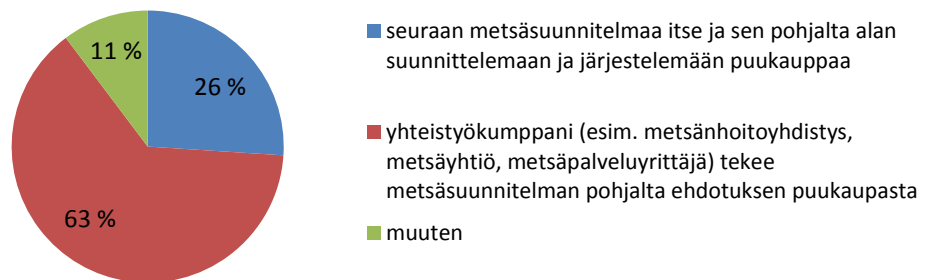 11 %
26 %
63 %
seuraan metsäsuunnitelmaa itse ja sen pohjalta alan
suunnittelemaan ja järjestelemään puukauppaa
yhteistyökumppani (esim. metsänhoitoyhdistys,
metsäyhtiö, metsäpalveluyrittäjä) tekee
metsäsuunnitelman pohjalta ehdotuksen puukaupasta
muuten